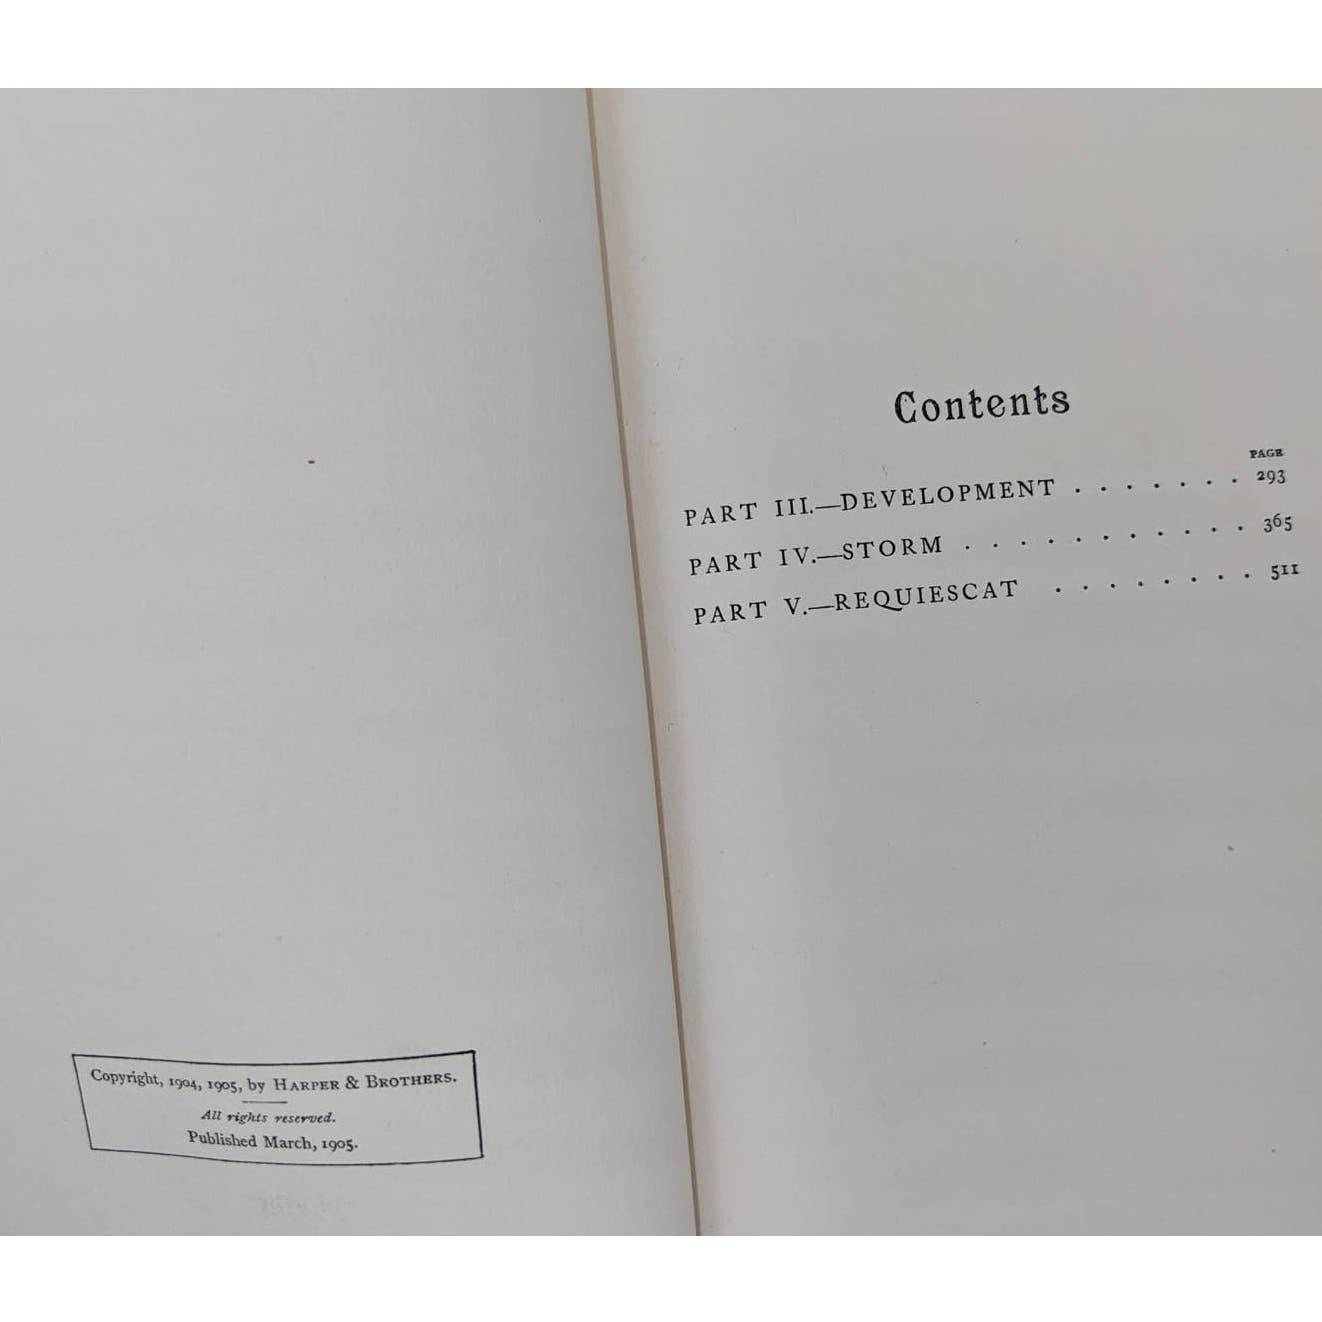 Copyright, 1904, 1905, by HARPER & BROTHERS.
All rights reserved.
Published March, 1905.
Contents
PAGE
PART III.—DEVELOPMENT . . . . . . . 293
PART IV.—STORM . . . . . . . . . . . 365
PART V.—REQUIESCAT . . . . . . . . 511